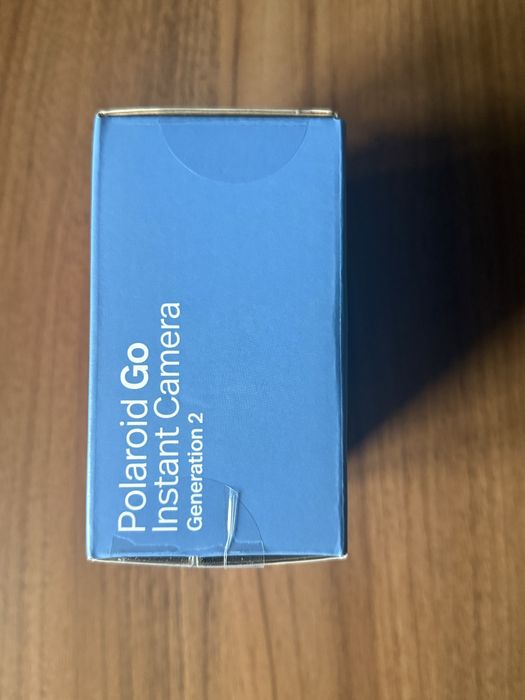 Polaroid Go
Instant Camera
Generation 2